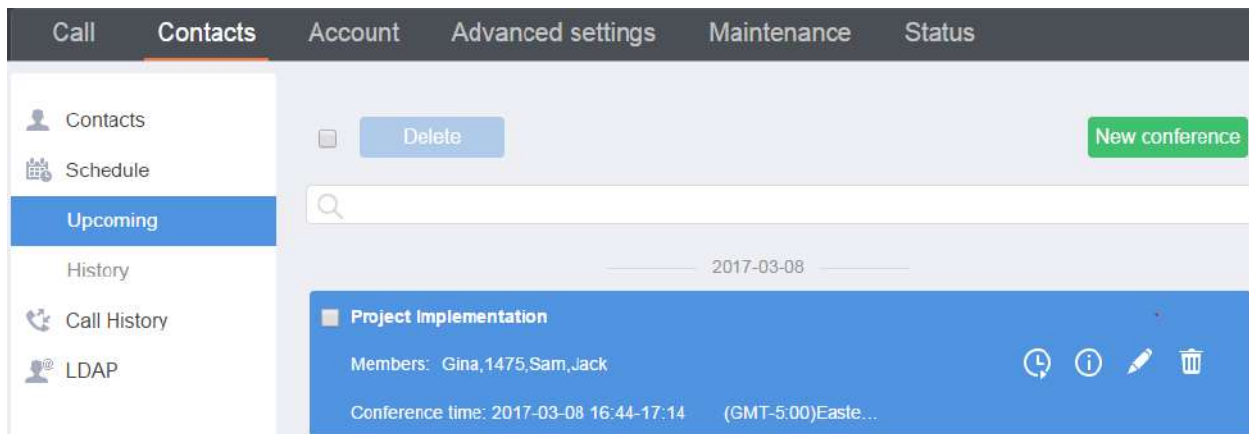 Call Contacts Account Advanced settings Maintenance Status
Contacts
Delete
New conference
Schedule
Upcoming
2017-03-08
History
Project Implementation
Call History
Members: Gina,1475,Sam,Jack
LDAP
Conference time: 2017-03-08 16:44-17:14 (GMT-5:00)Easte...